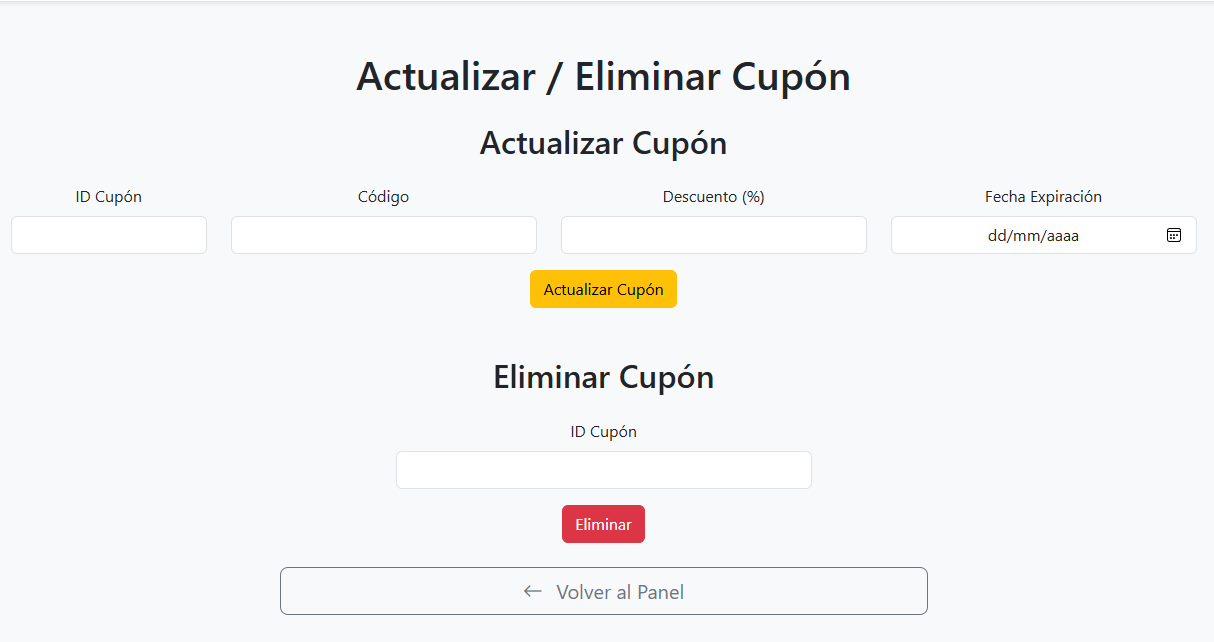 Actualizar / Eliminar Cupón
Actualizar Cupón
ID Cupón Código Descuento (%) Fecha Expiración
dd/mm/aaaa
Actualizar Cupón
Eliminar Cupón
ID Cupón
Eliminar
← Volver al Panel